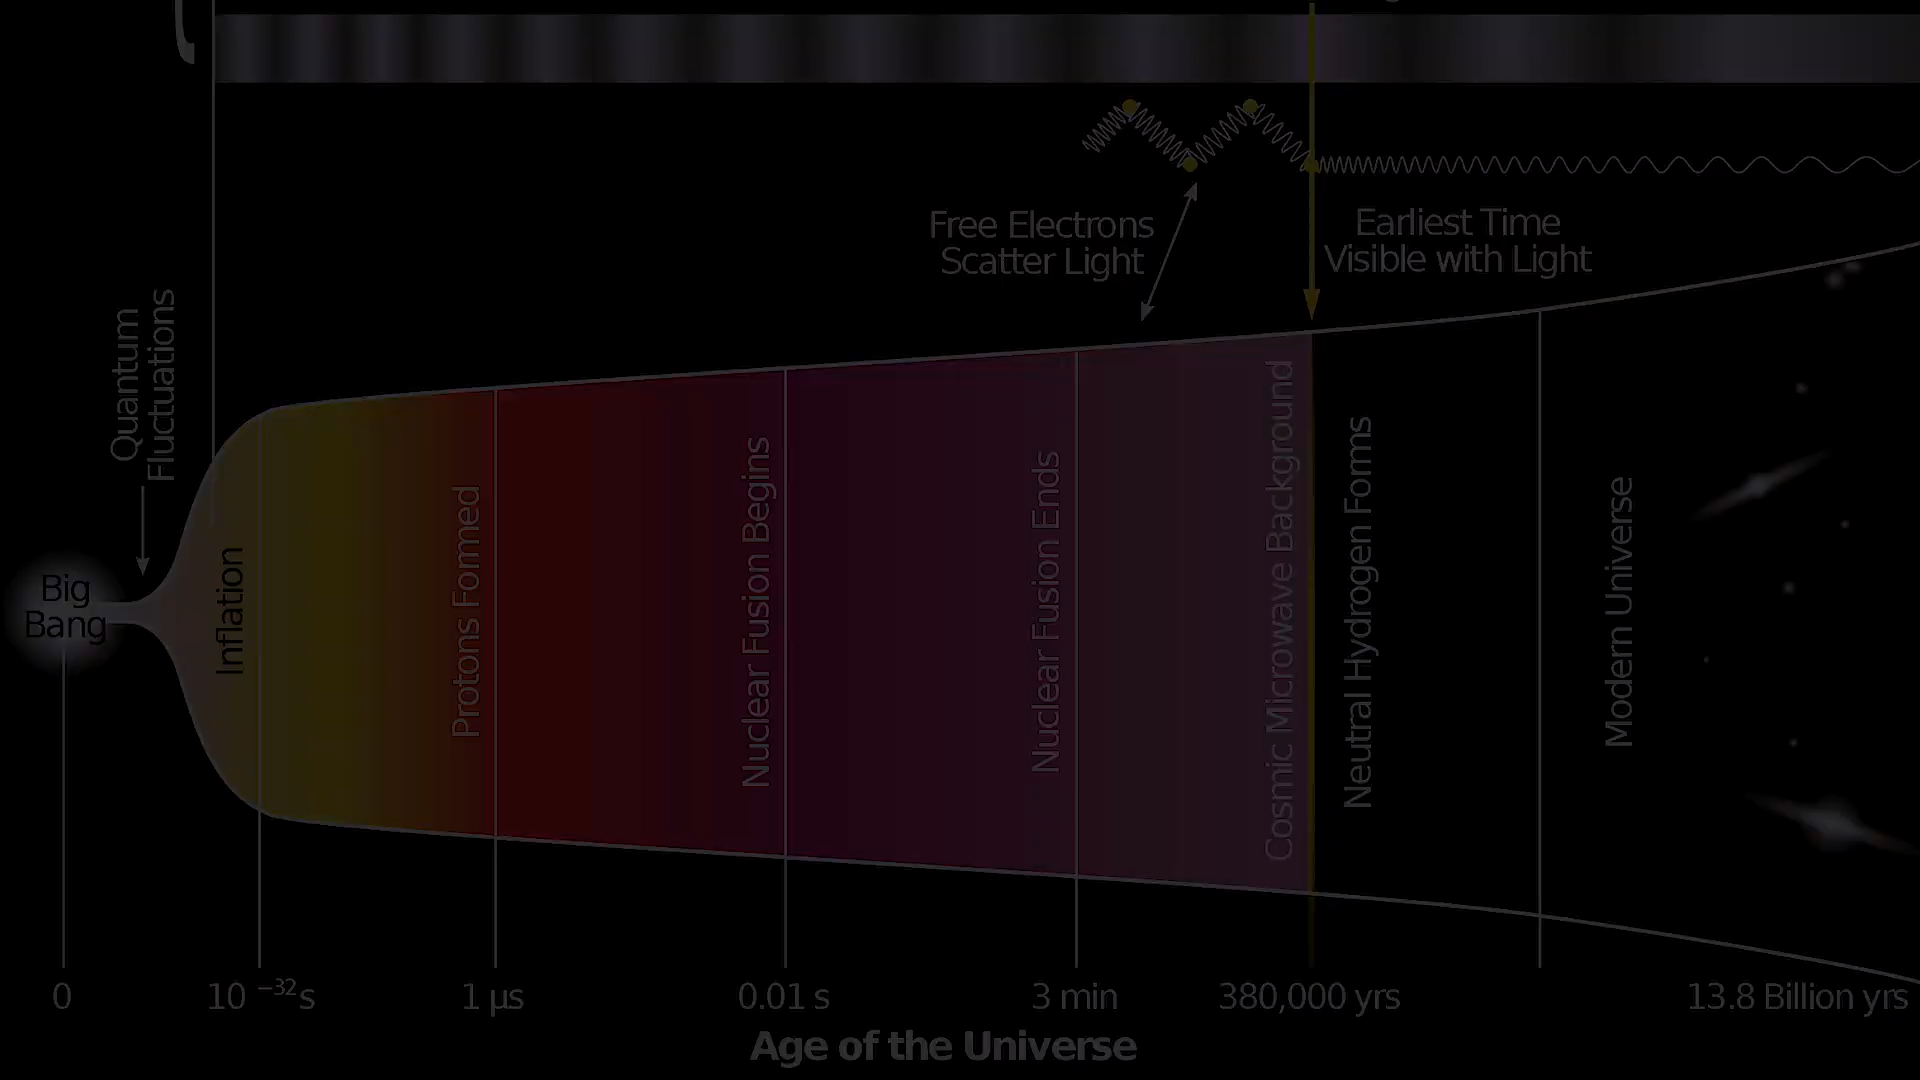 Free Electrons
Scatter Light
Earliest Time
Visible with Light
Quantum
Fluctuations
Big
Bang
Inflation
Protons Formed
Nuclear Fusion Begins
Nuclear Fusion Ends
Cosmic Microwave Background
Neutral Hydrogen Forms
Modern Universe
0
10⁻³²s
1 µs
0.01 s
3 min
380,000 yrs
13.8 Billion yrs
Age of the Universe